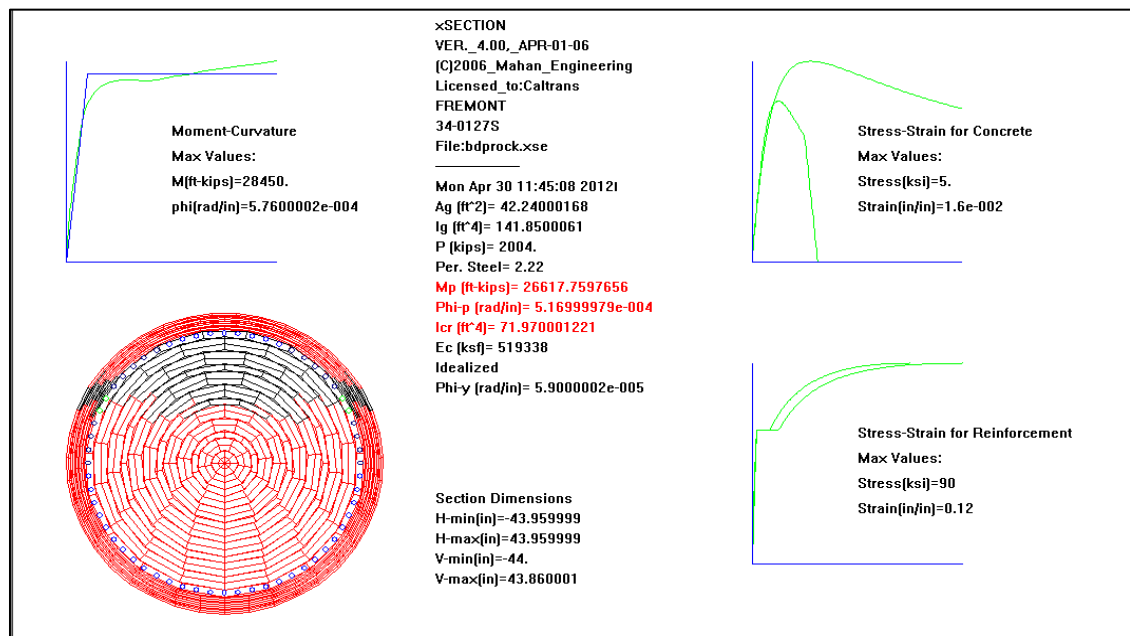 xSECTION
VER._4.00,_APR-01-06
(C)2006_Mahan_Engineering
Licensed_to:Caltrans
FREMONT
34-0127S
File:bdprock.xse
Mon Apr 30 11:45:08 2012l
Ag (ft^2)= 42.24000168
Ig (ft^4)= 141.8500061
P (kips)= 2004.
Per. Steel= 2.22
Mp (ft-kips)= 26617.7597656
Phi-p (rad/in)= 5.16999979e-004
Icr (ft^4)= 71.970001221
Ec (ksf)= 519338
Idealized
Phi-y (rad/in)= 5.9000002e-005
Section Dimensions
H-min(in)=-43.959999
H-max(in)=43.959999
V-min(in)=-44.
V-max(in)=43.860001
Moment-Curvature
Max Values:
M(ft-kips)=28450.
phi(rad/in)=5.7600002e-004
Stress-Strain for Concrete
Max Values:
Stress(ksi)=5.
Strain(in/in)=1.6e-002
Stress-Strain for Reinforcement
Max Values:
Stress(ksi)=90
Strain(in/in)=0.12